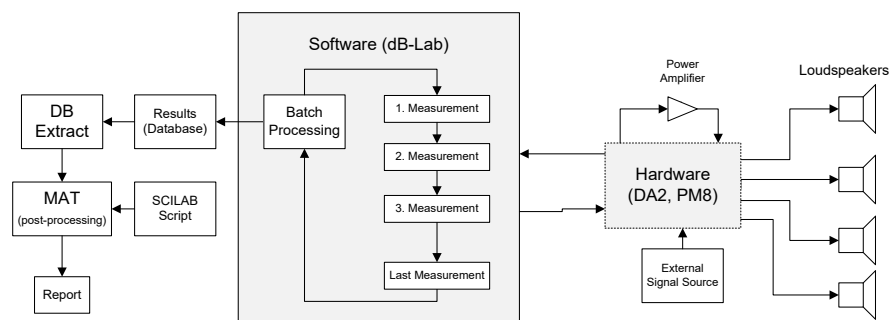 Software (dB-Lab)
Power
Amplifier
Loudspeakers
DB
Extract
Results
(Database)
Batch
Processing
1. Measurement
2. Measurement
3. Measurement
Last Measurement
Hardware
(DA2, PM8)
MAT
(post-processing)
SCILAB
Script
External
Signal Source
Report